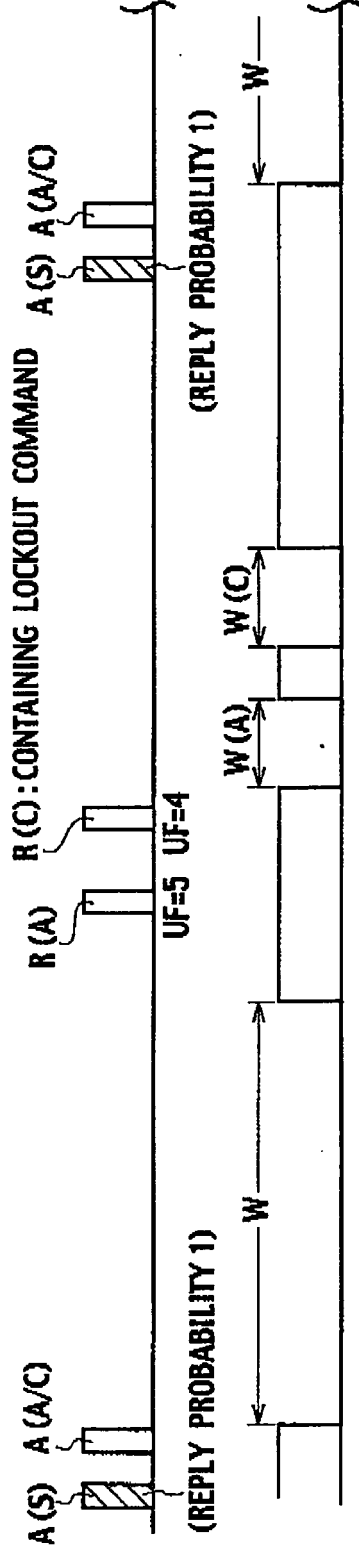 A(S)
A(A/C)
(REPLY PROBABILITY 1)
R(A)
R(C):CONTAINING LOCKOUT COMMAND
UF=5
UF=4
A(S)
A(A/C)
(REPLY PROBABILITY 1)
W
W(A)
W(C)
W